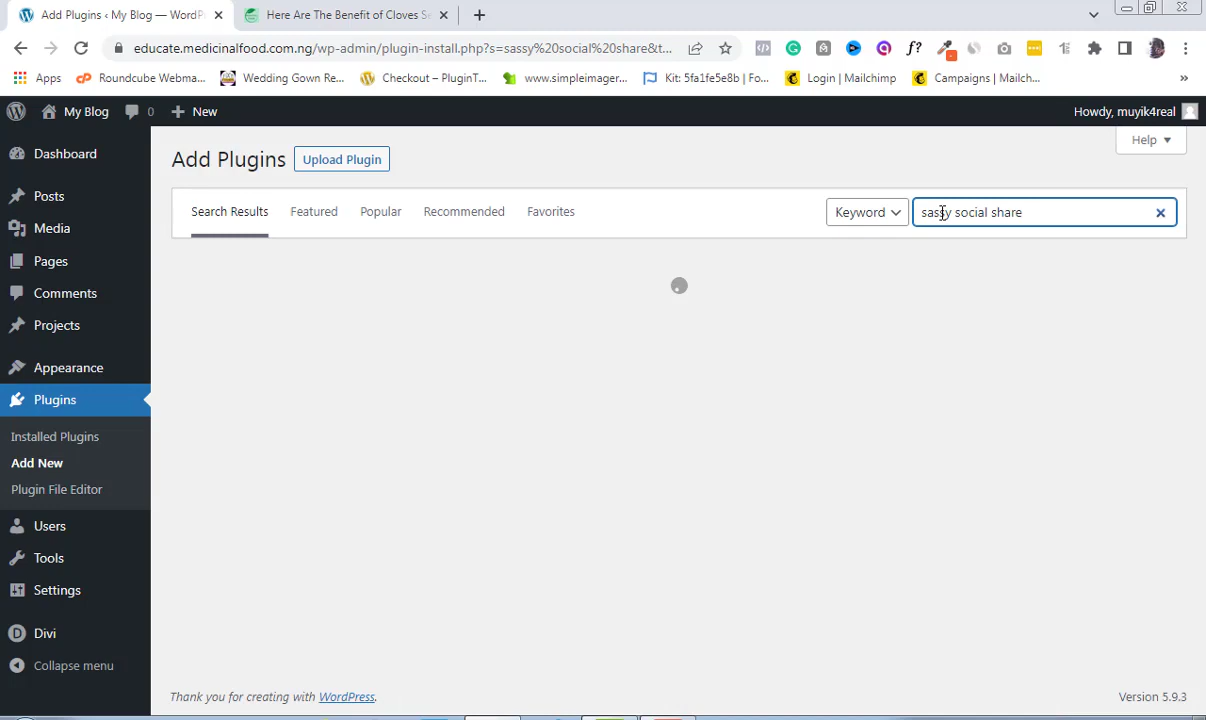 Add Plugins ‹ My Blog — WordPr
Here Are The Benefit of Cloves Se
educate.medicinalfood.com.ng/wp-admin/plugin-install.php?s=sassy%20social%20share&t...
Apps
Roundcube Webma...
Wedding Gown Re...
Checkout – PluginT...
www.simpleimager...
Kit: 5fa1fe5e8b | Fo...
Login | Mailchimp
Campaigns | Mailch...
»
My Blog
0
New
Howdy, muyik4real
Dashboard
Posts
Media
Pages
Comments
Projects
Appearance
Plugins
Installed Plugins
Add New
Plugin File Editor
Users
Tools
Settings
Divi
Collapse menu
Help
Add Plugins
Upload Plugin
Search Results
Featured
Popular
Recommended
Favorites
Keyword
sassy social share
Thank you for creating with WordPress.
Version 5.9.3